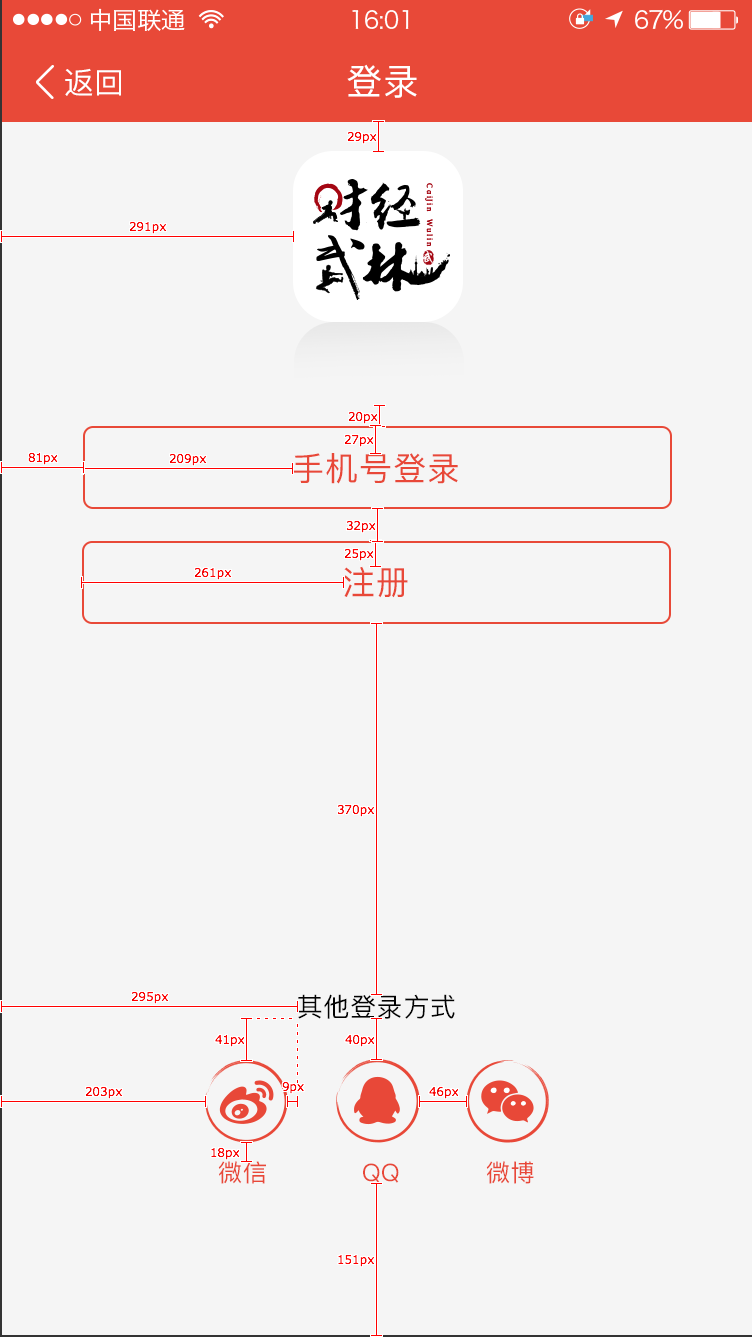 中国联通 16:01 67%
返回 登录
29px
财经 CaiJin WuLin
武林
291px
20px
27px
81px 209px 手机号登录
32px
25px
261px 注册
370px
295px 其他登录方式
41px 40px
203px 9px 46px
18px
微信 QQ 微博
151px